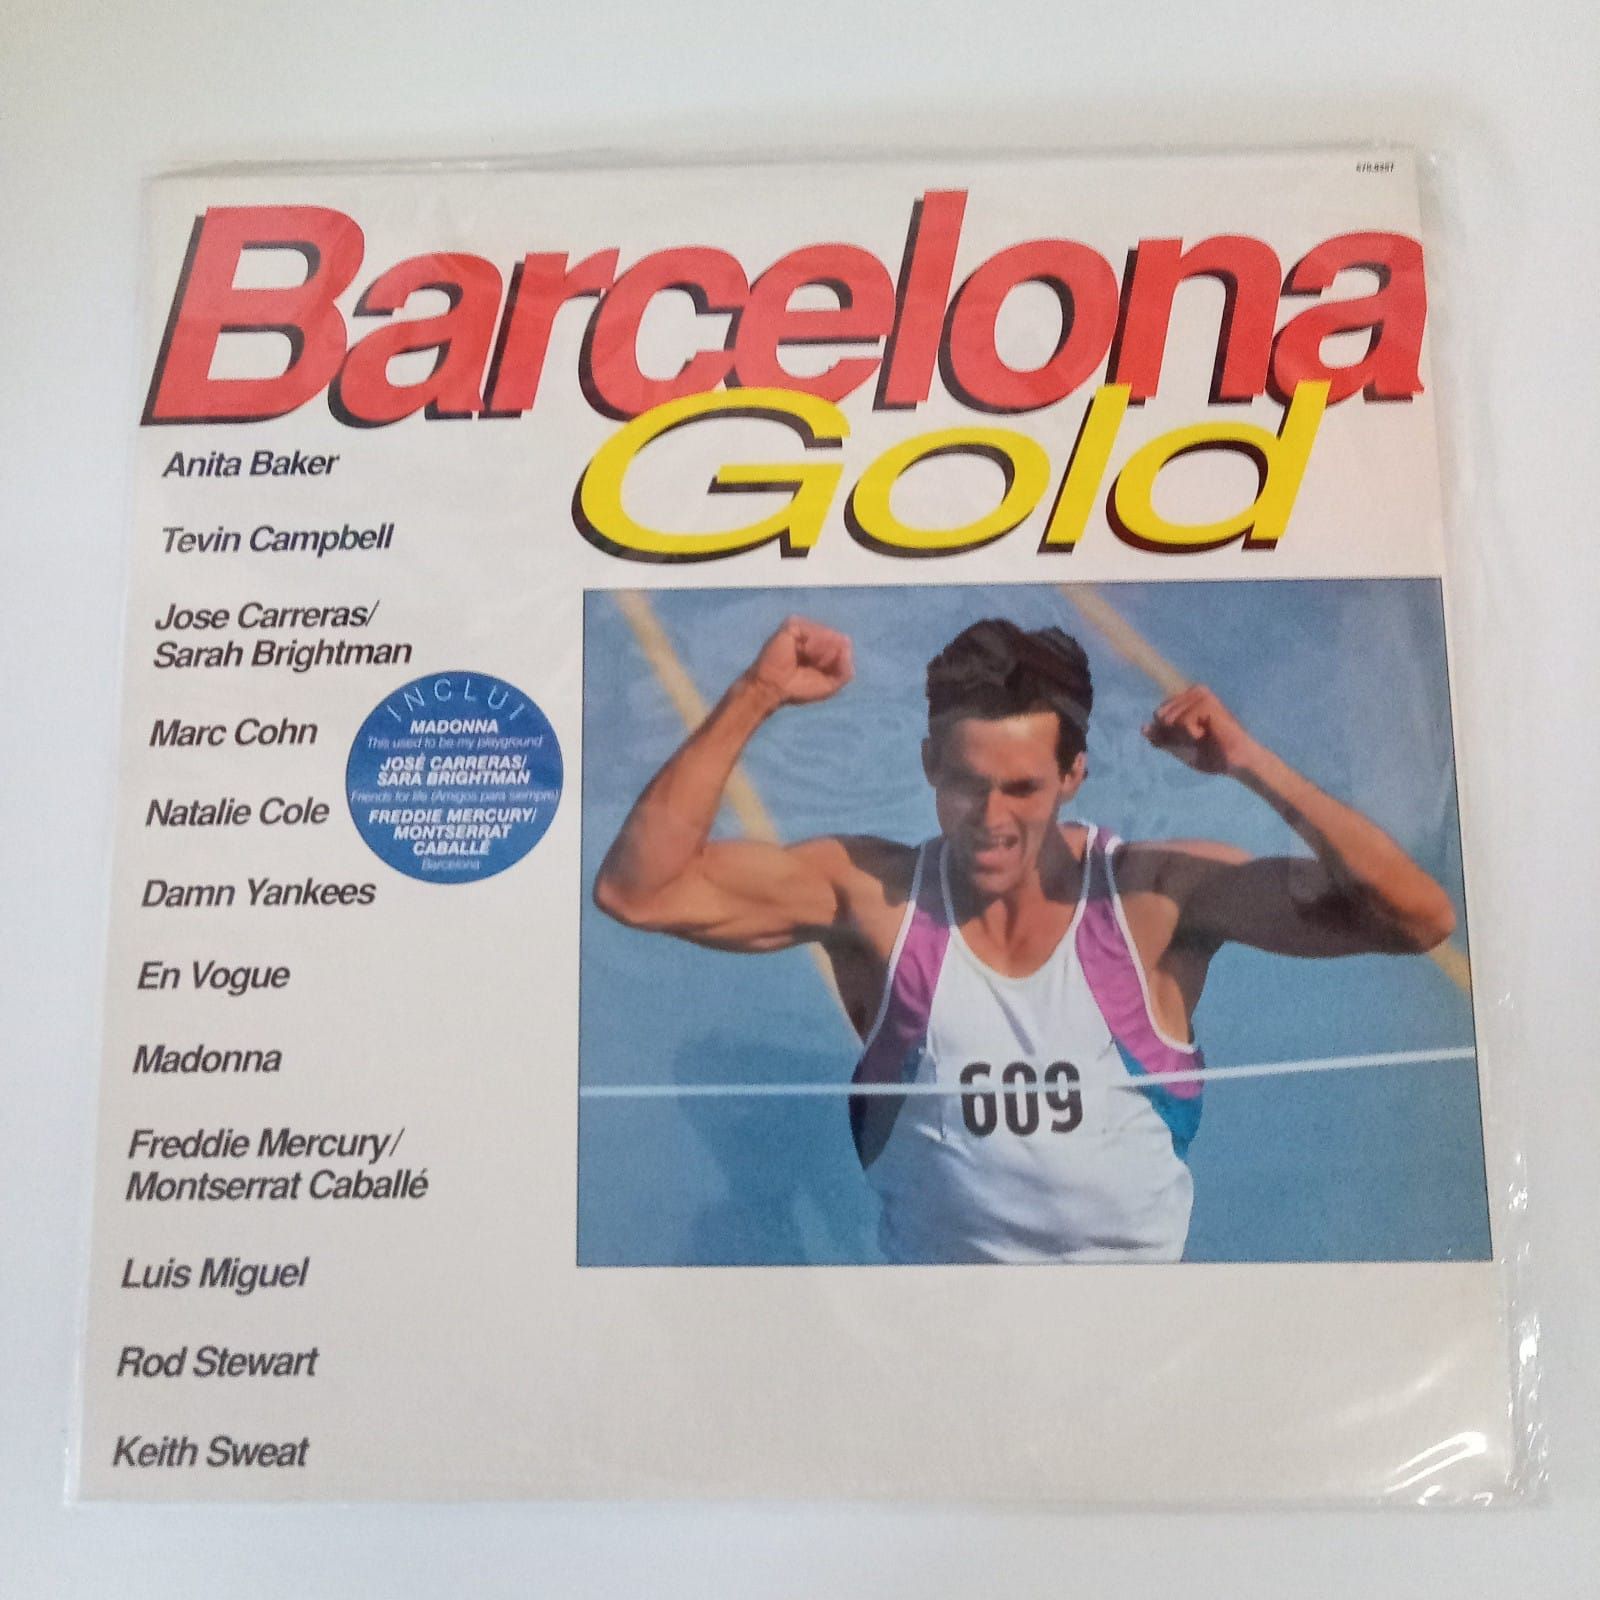 Barcelona
Gold
Anita Baker
Tevin Campbell
Jose Carreras/
Sarah Brightman
Marc Cohn
Natalie Cole
Damn Yankees
En Vogue
Madonna
Freddie Mercury/
Montserrat Caballé
Luis Miguel
Rod Stewart
Keith Sweat
INCLUI
MADONNA
This used to be my playground
JOSÉ CARRERAS/
SARA BRIGHTMAN
Friends for life (Amigos para siempre)
FREDDIE MERCURY/
MONTSERRAT
CABALLÉ
Barcelona
609